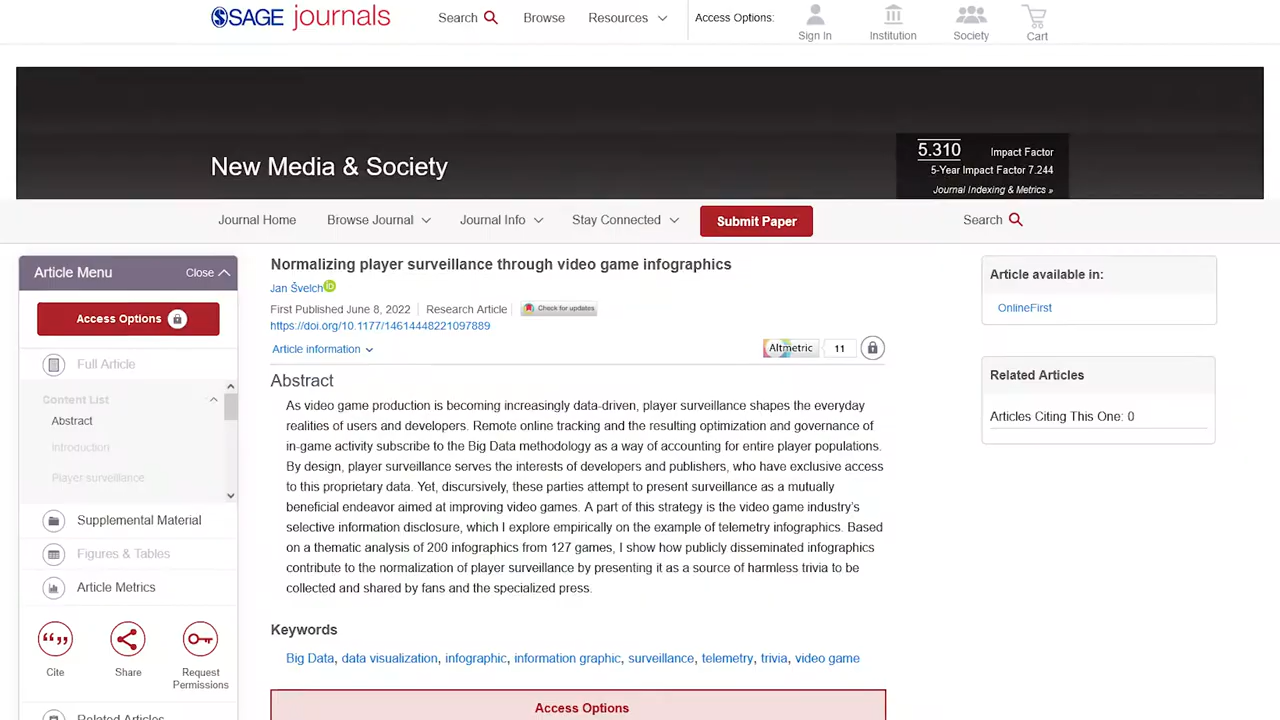 SAGE journals
Search
Browse
Resources
Access Options:
Sign In
Institution
Society
Cart
New Media & Society
5.310 Impact Factor
5-Year Impact Factor 7.244
Journal Indexing & Metrics »
Journal Home
Browse Journal
Journal Info
Stay Connected
Submit Paper
Search
Article Menu
Close
Access Options
Full Article
Content List
Abstract
Introduction
Player surveillance
Supplemental Material
Figures & Tables
Article Metrics
Cite
Share
Request
Permissions
Related Articles
Normalizing player surveillance through video game infographics
Jan Švelch iD
First Published June 8, 2022 Research Article Check for updates
https://doi.org/10.1177/14614448221097889
Article information
Altmetric 11
Abstract
As video game production is becoming increasingly data-driven, player surveillance shapes the everyday
realities of users and developers. Remote online tracking and the resulting optimization and governance of
in-game activity subscribe to the Big Data methodology as a way of accounting for entire player populations.
By design, player surveillance serves the interests of developers and publishers, who have exclusive access
to this proprietary data. Yet, discursively, these parties attempt to present surveillance as a mutually
beneficial endeavor aimed at improving video games. A part of this strategy is the video game industry's
selective information disclosure, which I explore empirically on the example of telemetry infographics. Based
on a thematic analysis of 200 infographics from 127 games, I show how publicly disseminated infographics
contribute to the normalization of player surveillance by presenting it as a source of harmless trivia to be
collected and shared by fans and the specialized press.
Keywords
Big Data, data visualization, infographic, information graphic, surveillance, telemetry, trivia, video game
Access Options
Article available in:
OnlineFirst
Related Articles
Articles Citing This One: 0